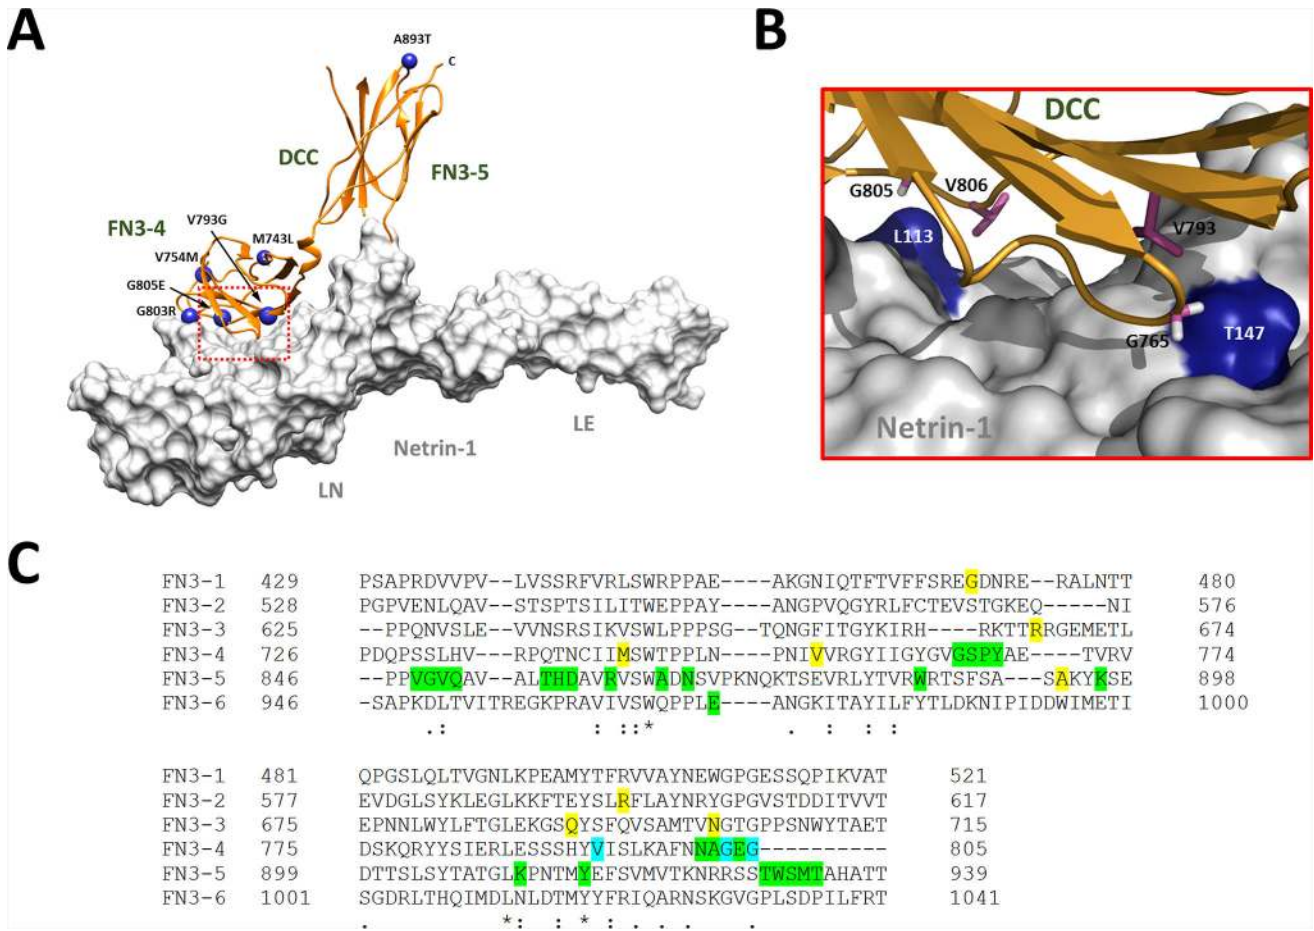 A
B
A893T
C
DCC
FN3-5
V793G
FN3-4
M743L
V754M
G805E
G803R
LE
Netrin-1
LN
DCC
G805
V806
V793
L113
T147
G765
Netrin-1
C
FN3-1 429 PSAPRDVVPV--LVSSRFVRLSWRPPAE----AKGNIQTFTVFFSREGDNRE--RALNTT 480
FN3-2 528 PGPVENLQAV--STSPTSILITWEPPAY----ANGPVQGYRLFCTEVSTGKEQ-----NI 576
FN3-3 625 --PPQNVSLE--VVNSRSIKVSWLPPPSG--TQNGFITGYKIRH----RKTTRRGEMETL 674
FN3-4 726 PDQPSSLHV---RPQTNCIIMSWTPPLN----PNIVVRGYIIGYGVGSPYAE----TVRV 774
FN3-5 846 --PPVGVQAV--ALTHDAVRVSWADNSVPKNQKTSEVRLYTVRWRTSFSA---SAKYKSE 898
FN3-6 946 -SAPKDLTVITREGKPRAVIVSWQPPLE----ANGKITAYILFYTLDKNIPIDDWIMETI 1000
.: : ::* . : : :
FN3-1 481 QPGSLQLTVGNLKPEAMYTFRVVAYNEWGPGESSQPIKVAT 521
FN3-2 577 EVDGLSYKLEGLKKFTEYSLRFLAYNRYGPGVSTDDITVVT 617
FN3-3 675 EPNNLWYLFTGLEKGSQYSFQVSAMTVNGTGPPSNWYTAET 715
FN3-4 775 DSKQRYYSIERLESSSHYVISLKAFNNAGEG---------- 805
FN3-5 899 DTTSLSYTATGLKPNTMYEFSVMVTKNRRSSTWSMTAHATT 939
FN3-6 1001 SGDRLTHQIMDLNLDTMYYFRIQARNSKGVGPLSDPILFRT 1041
. *: : * : . . . .